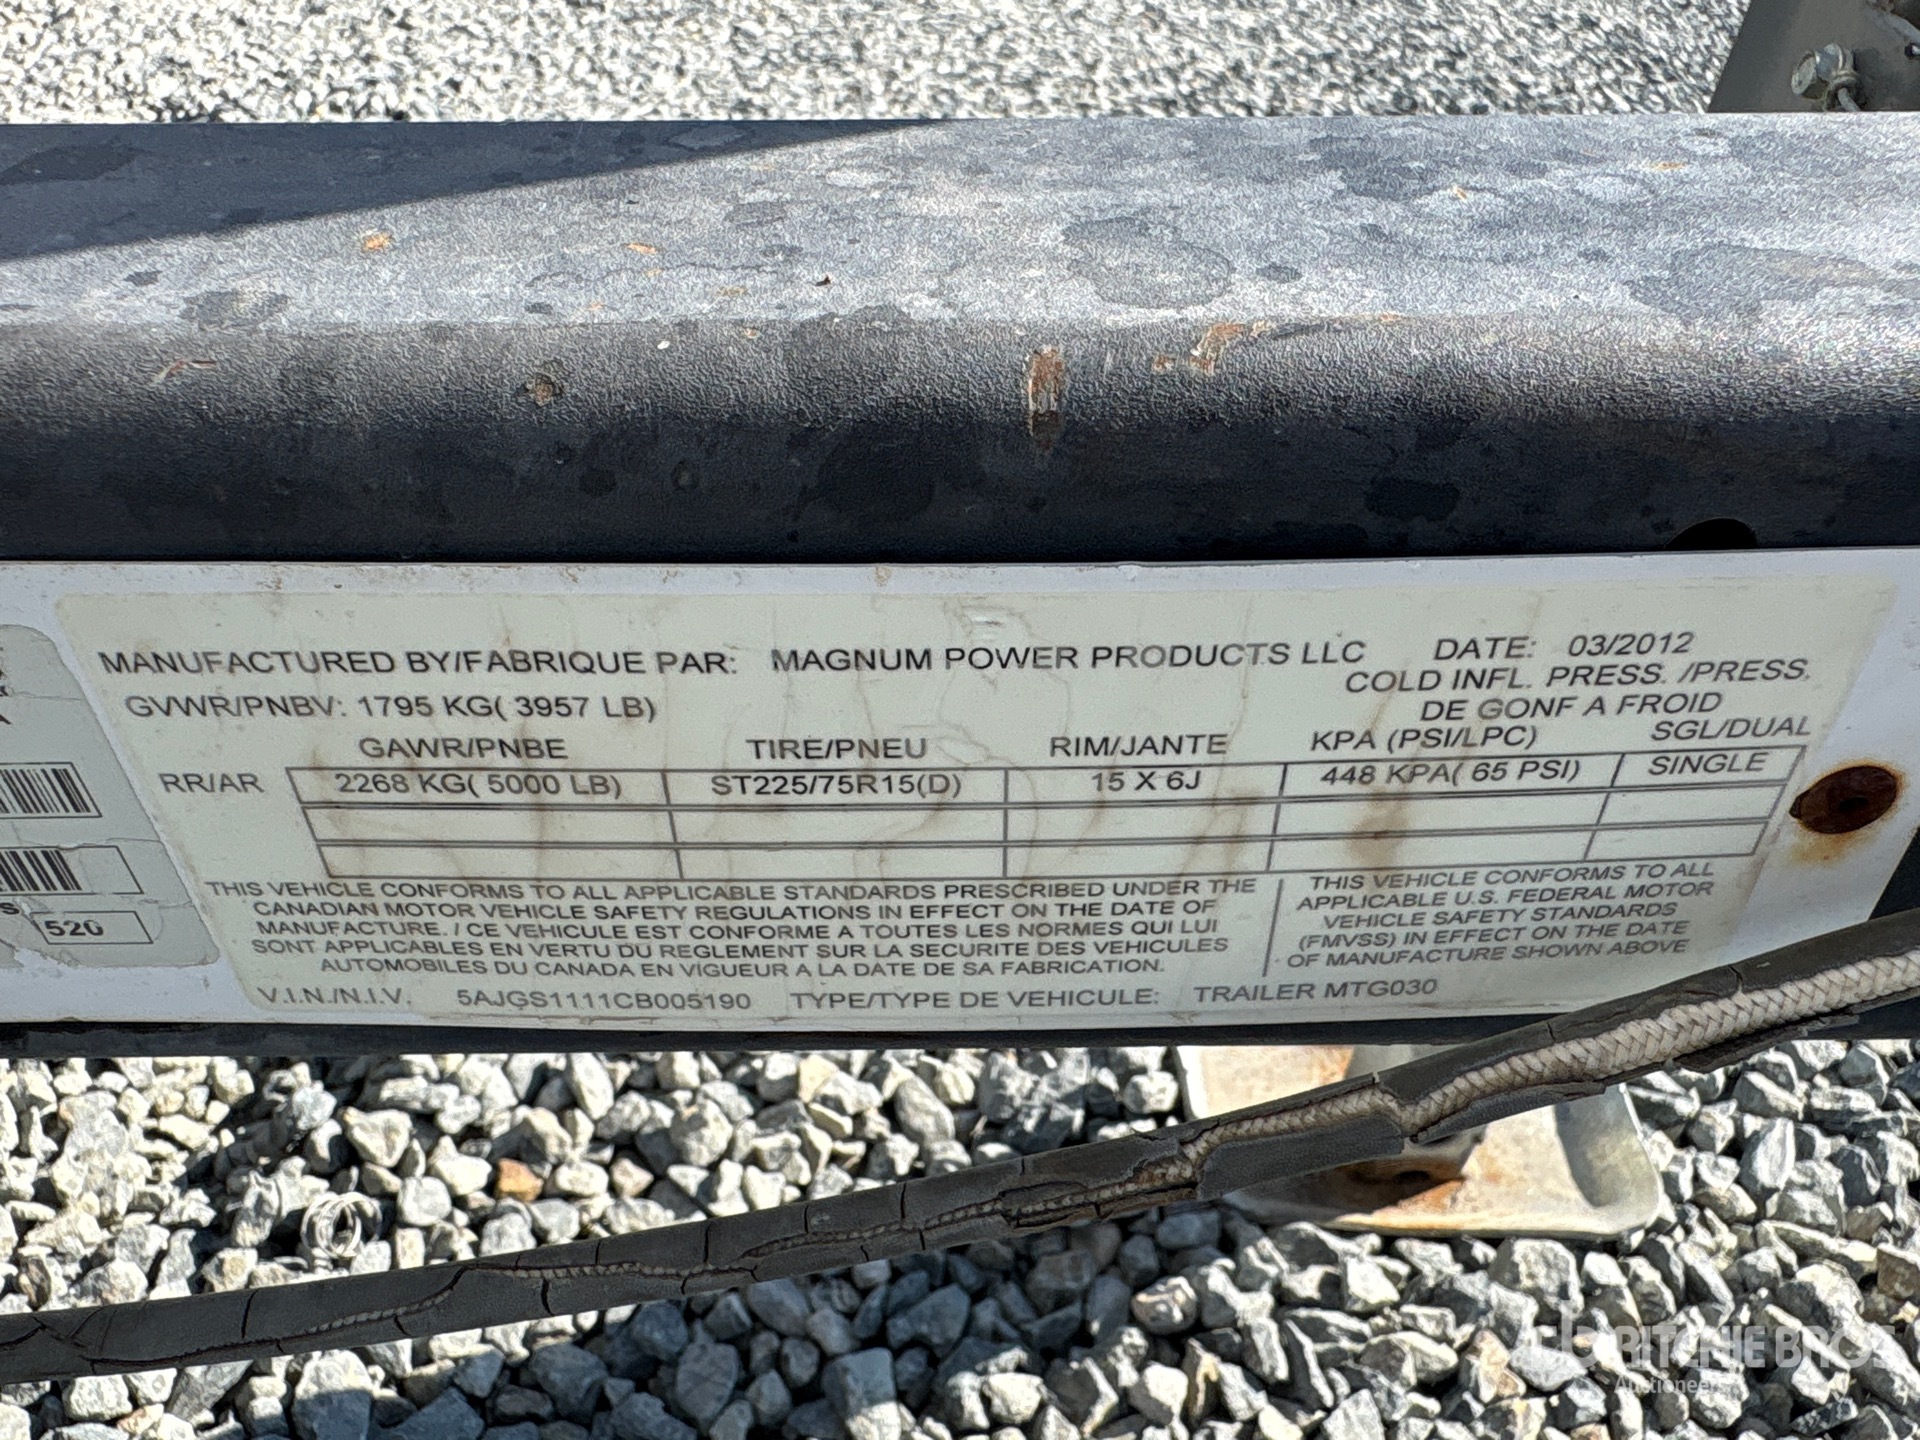 MANUFACTURED BY/FABRIQUE PAR: MAGNUM POWER PRODUCTS LLC DATE: 03/2012
GVWR/PNBV: 1795 KG( 3957 LB) COLD INFL. PRESS. /PRESS.
DE GONF A FROID
GAWR/PNBE TIRE/PNEU RIM/JANTE KPA (PSI/LPC) SGL/DUAL
RR/AR 2268 KG( 5000 LB) ST225/75R15(D) 15 X 6J 448 KPA( 65 PSI) SINGLE
THIS VEHICLE CONFORMS TO ALL APPLICABLE STANDARDS PRESCRIBED UNDER THE
CANADIAN MOTOR VEHICLE SAFETY REGULATIONS IN EFFECT ON THE DATE OF
MANUFACTURE. / CE VEHICULE EST CONFORME A TOUTES LES NORMES QUI LUI
SONT APPLICABLES EN VERTU DU REGLEMENT SUR LA SECURITE DES VEHICULES
AUTOMOBILES DU CANADA EN VIGUEUR A LA DATE DE SA FABRICATION.
THIS VEHICLE CONFORMS TO ALL
APPLICABLE U.S. FEDERAL MOTOR
VEHICLE SAFETY STANDARDS
(FMVSS) IN EFFECT ON THE DATE
OF MANUFACTURE SHOWN ABOVE
V.I.N./N.I.V. 5AJGS1111CB005190 TYPE/TYPE DE VEHICULE: TRAILER MTG030
520
RITCHIE BROS
Auctioneers